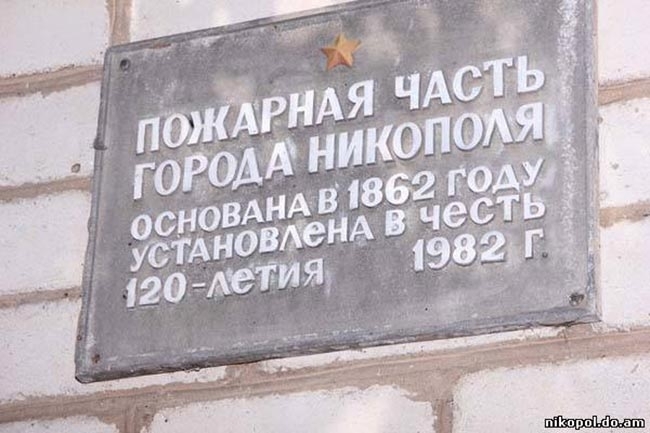 ПОЖАРНАЯ ЧАСТЬ
ГОРОДА НИКОПОЛЯ
ОСНОВАНА В 1862 ГОДУ
УСТАНОВЛЕНА В ЧЕСТЬ
120-ЛЕТИЯ 1982 Г
nikopol.do.am